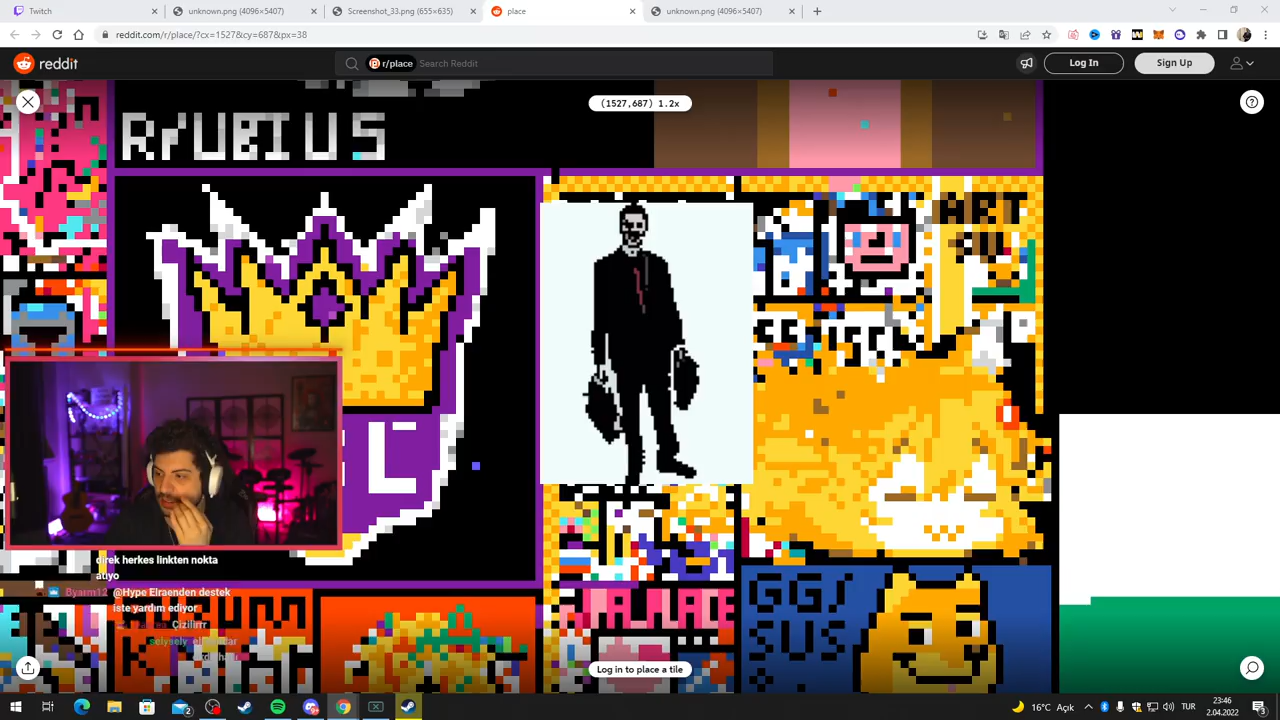 Twitch
unknown.png (4096×5407)
Screenshot_33.png (655×635)
place
unknown.png (4096×5407)
reddit.com/r/place/?cx=1527&cy=687&px=38
reddit
r/place
Search Reddit
Log In
Sign Up
(1527,687) 1.2x
R/UBIUS
ART
L
direk herkes linkten nokta
atıyo
Byarm12 @Hype Elraenden destek
iste yardım ediyor
Çizilirrr
GG/
SUS
Log in to place a tile
16°C Açık
TUR
23:46
2.04.2022